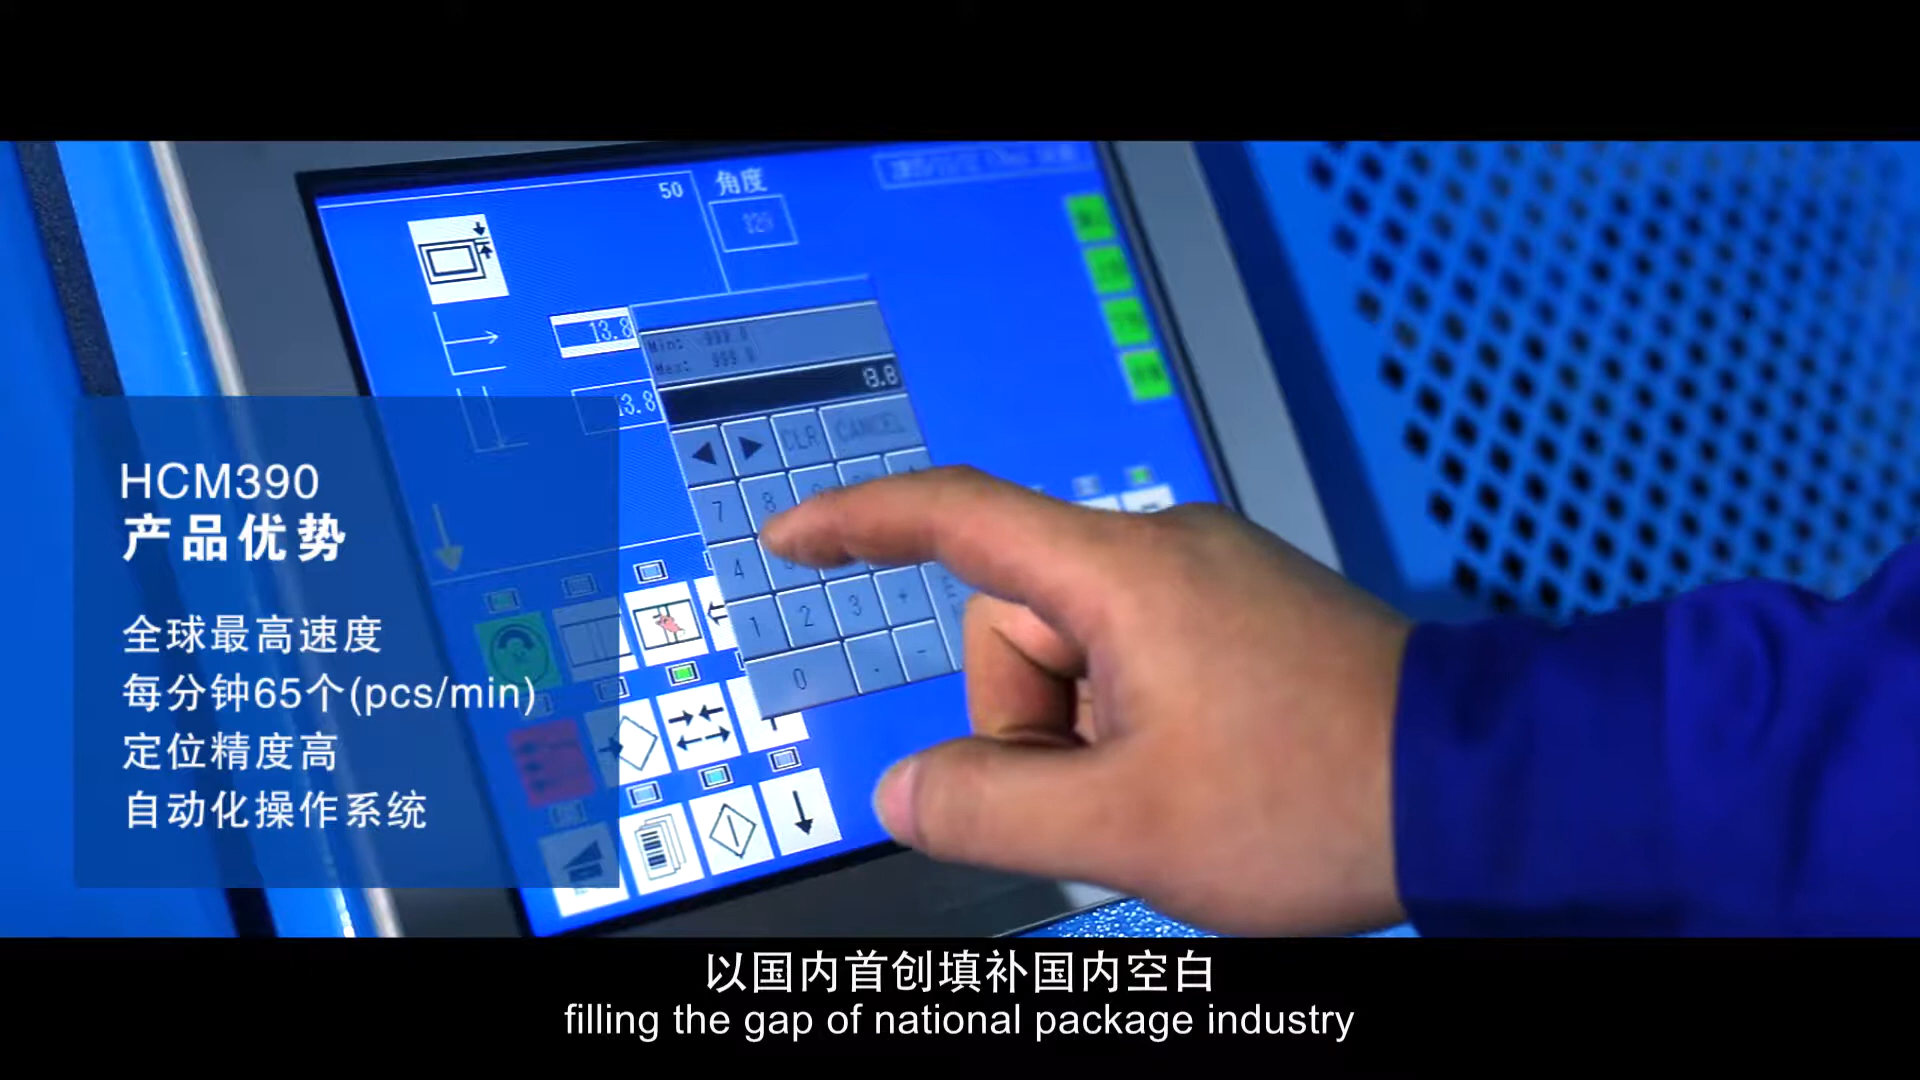 50
角度
13.8
Min:
Max:
13.8
CLR
CANCEL
7
8
4
1
2
3
+
0
.
-
HCM390
产品优势
全球最高速度
每分钟65个(pcs/min)
定位精度高
自动化操作系统
以国内首创填补国内空白
filling the gap of national package industry